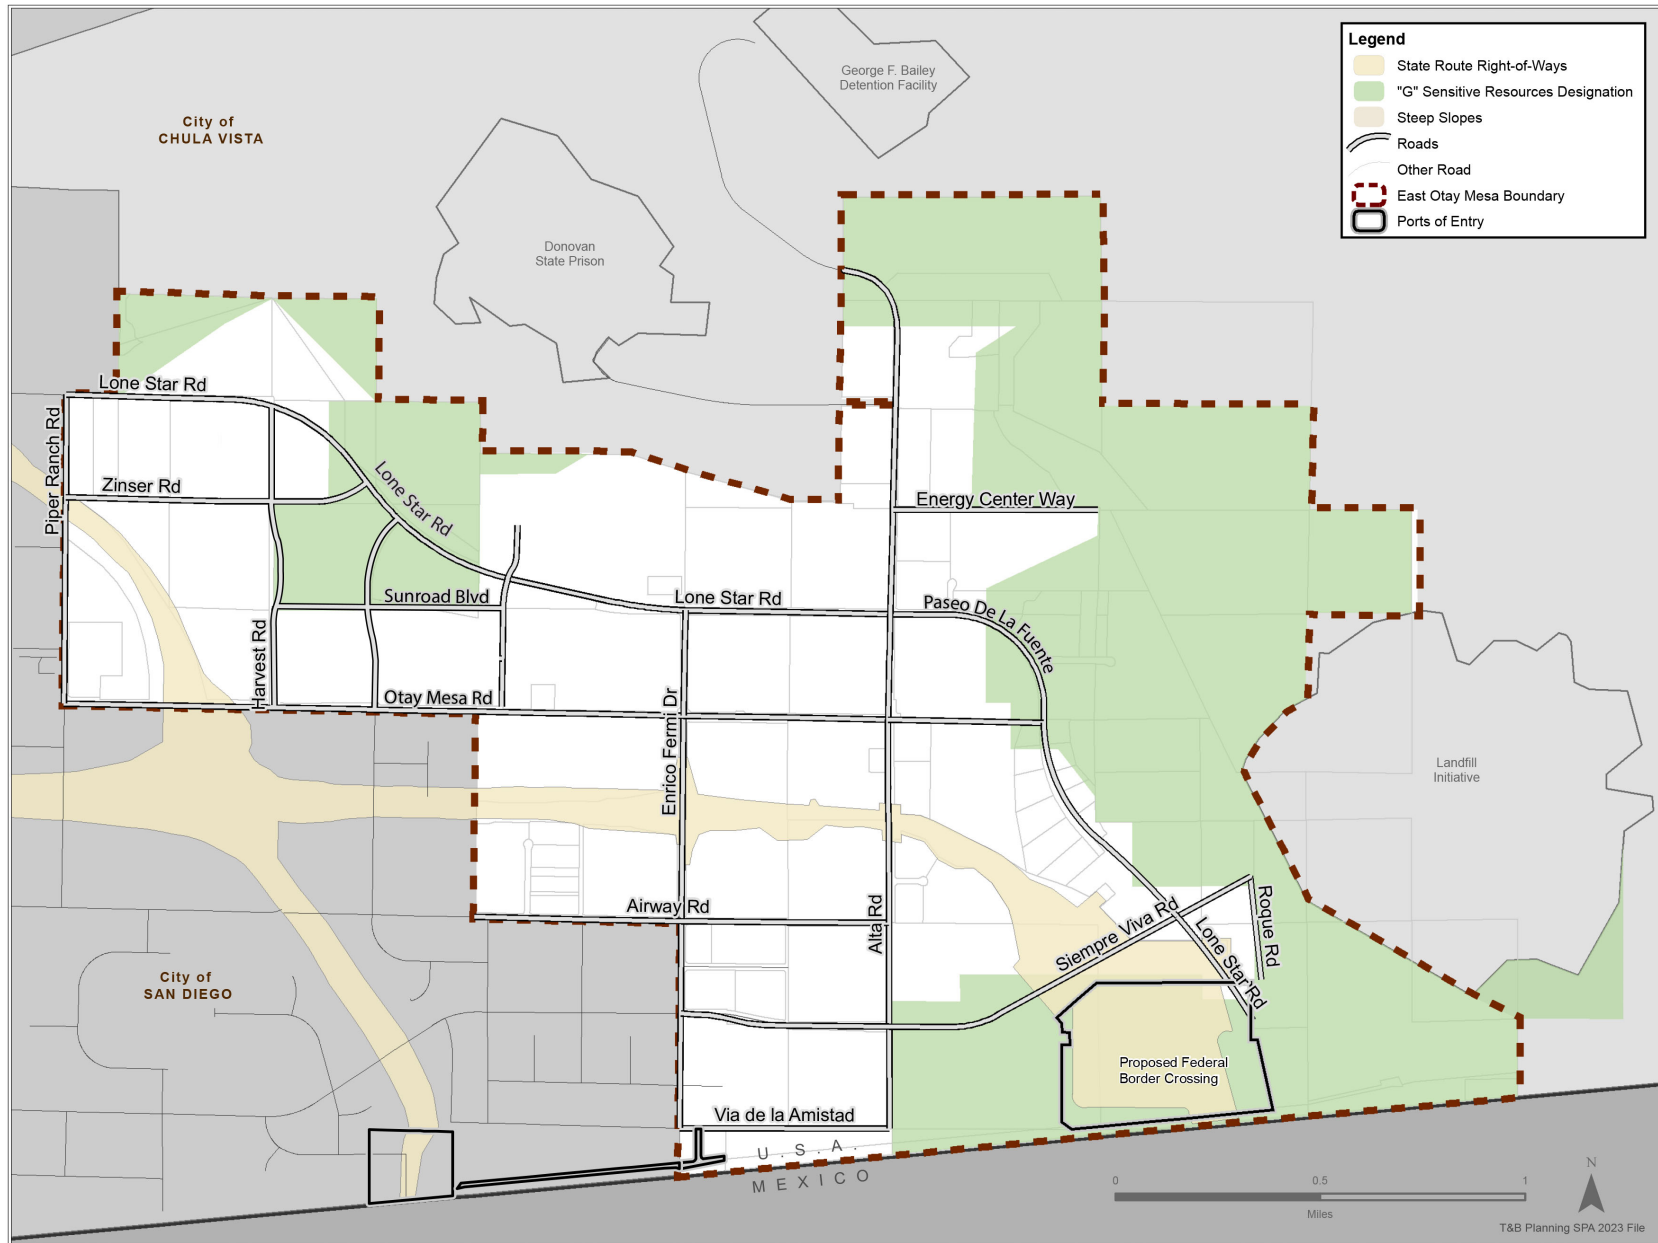 George F. Bailey
Detention Facility
Legend
State Route Right-of-Ways
"G" Sensitive Resources Designation
Steep Slopes
Roads
Other Road
East Otay Mesa Boundary
Ports of Entry
City of
CHULA VISTA
Donovan
State Prison
Lone Star Rd
Piper Ranch Rd
Zinser Rd
Lone Star Rd
Energy Center Way
Sunroad Blvd
Lone Star Rd
Paseo De La Fuente
Harvest Rd
Otay Mesa Rd
Enrico Fermi Dr
Landfill
Initiative
Airway Rd
Alta Rd
Siempre Viva Rd
Lone Star Rd
Roque Rd
City of
SAN DIEGO
Proposed Federal
Border Crossing
Via de la Amistad
U.S.A.
MEXICO
0 0.5 1
Miles
N
T&B Planning SPA 2023 File